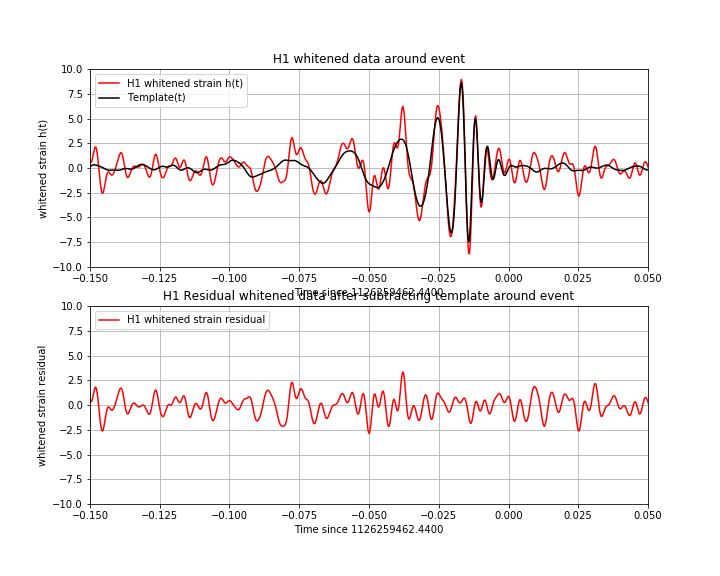 H1 whitened data around event
10.0
7.5
5.0
2.5
0.0
−2.5
−5.0
−7.5
−10.0
whitened strain h(t)
H1 whitened strain h(t)
Template(t)
−0.150 −0.125 −0.100 −0.075 −0.050 −0.025 0.000 0.025 0.050
Time since 1126259462.4400
H1 Residual whitened data after subtracting template around event
10.0
7.5
5.0
2.5
0.0
−2.5
−5.0
−7.5
−10.0
whitened strain residual
H1 whitened strain residual
−0.150 −0.125 −0.100 −0.075 −0.050 −0.025 0.000 0.025 0.050
Time since 1126259462.4400